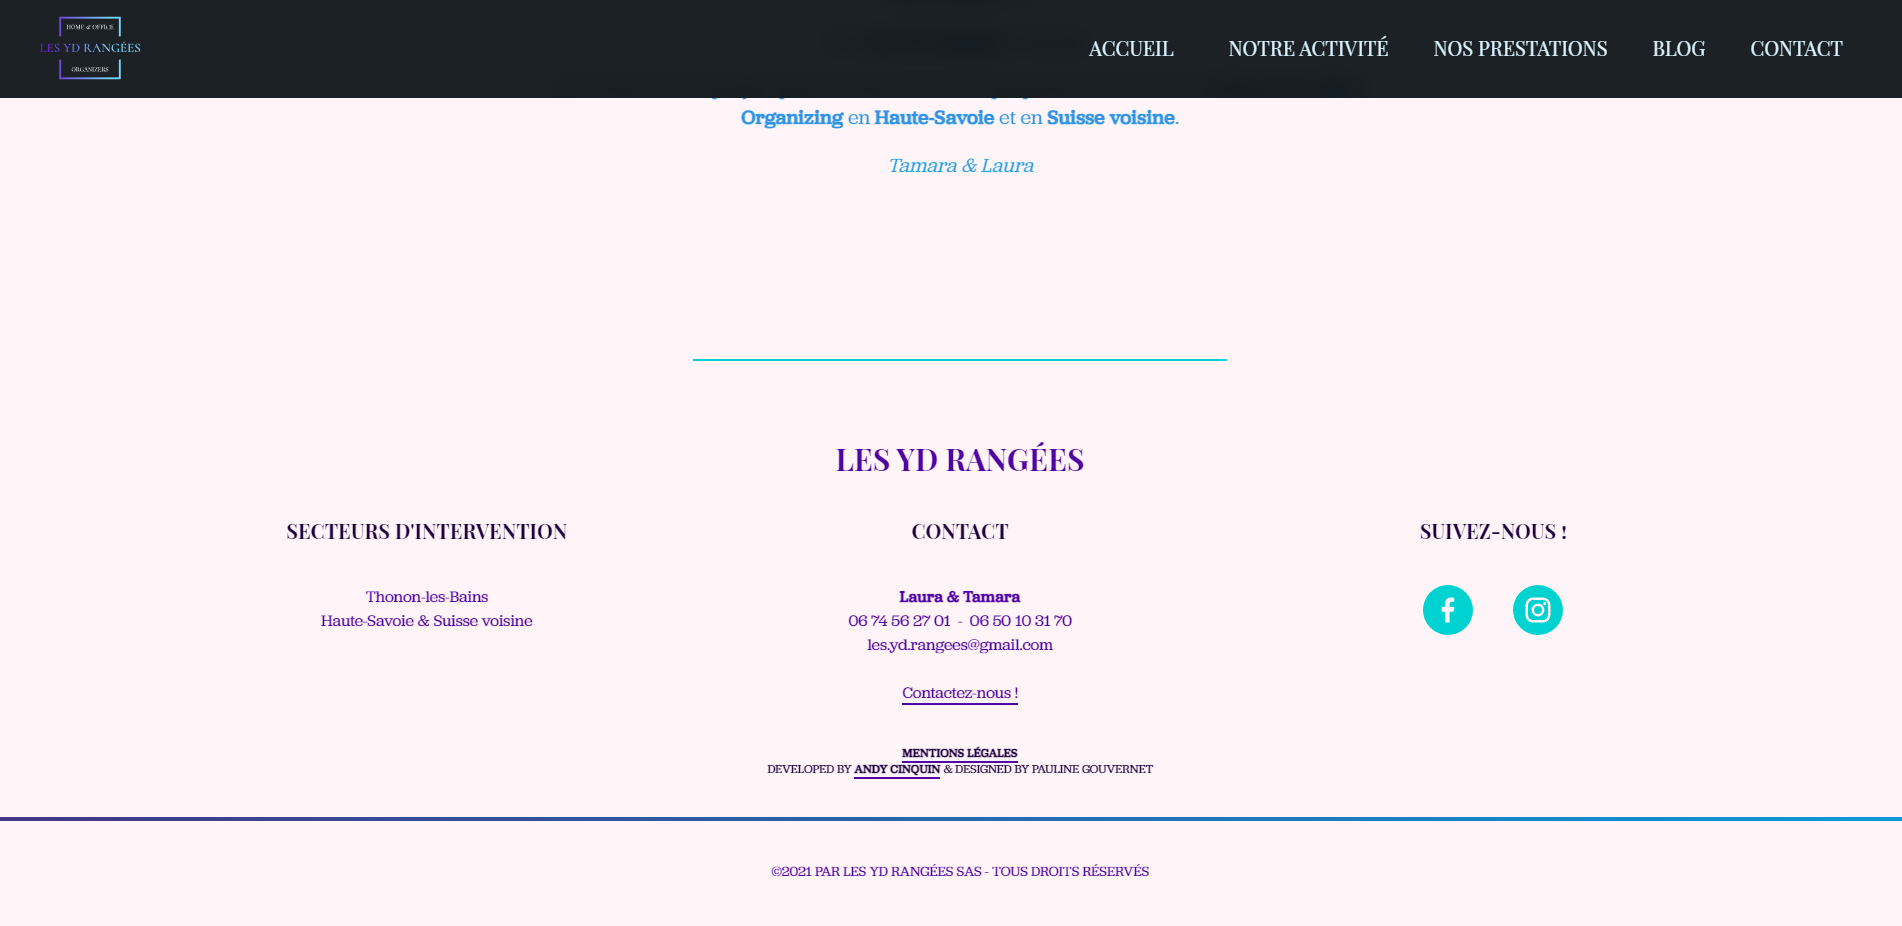 HOME & OFFICE
LES YD RANGÉES
ORGANIZERS
ACCUEIL
NOTRE ACTIVITÉ
NOS PRESTATIONS
BLOG
CONTACT
Organizing en Haute-Savoie et en Suisse voisine.
Tamara & Laura
LES YD RANGÉES
SECTEURS D'INTERVENTION
Thonon-les-Bains
Haute-Savoie & Suisse voisine
CONTACT
Laura & Tamara
06 74 56 27 01 - 06 50 10 31 70
les.yd.rangees@gmail.com
Contactez-nous !
SUIVEZ-NOUS !
MENTIONS LÉGALES
DEVELOPED BY ANDY CINQUIN & DESIGNED BY PAULINE GOUVERNET
©2021 PAR LES YD RANGÉES SAS - TOUS DROITS RÉSERVÉS